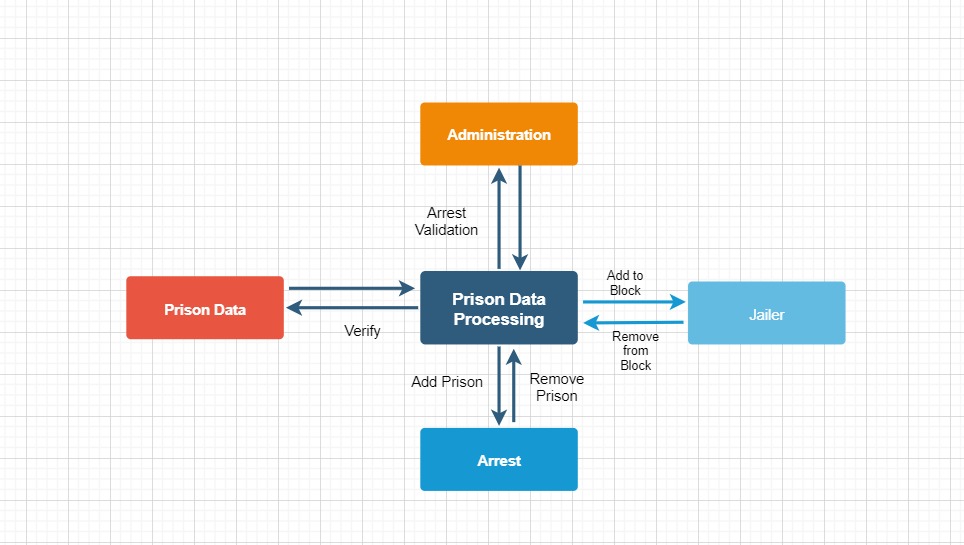 Administration
Arrest
Validation
Prison Data
Verify
Prison Data
Processing
Add to
Block
Remove
from
Block
Jailer
Add Prison
Remove
Prison
Arrest